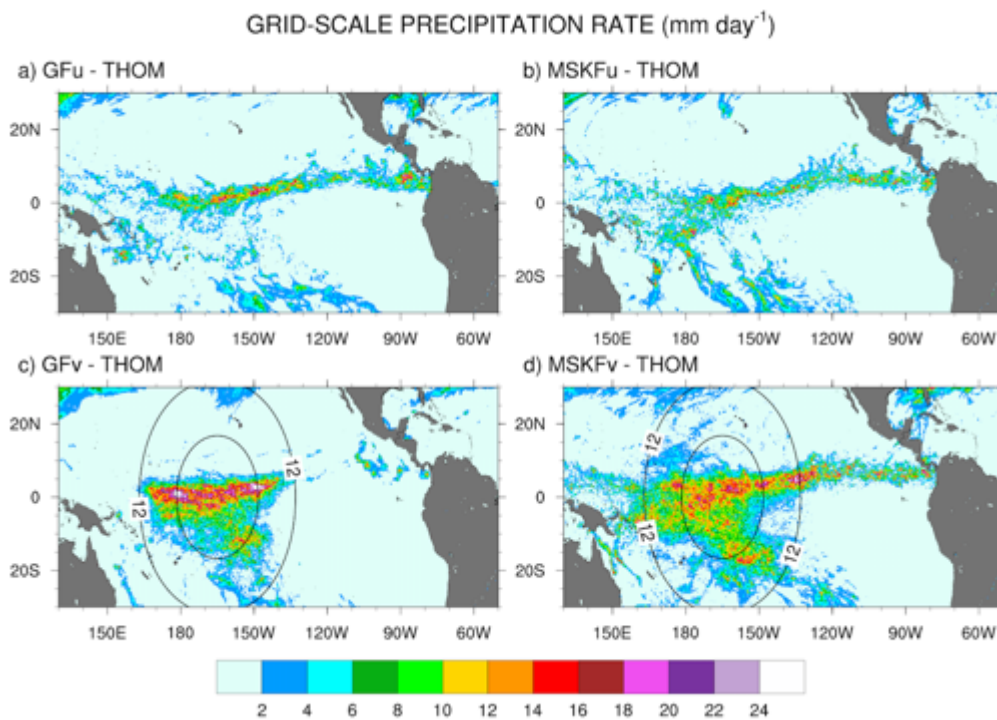 GRID-SCALE PRECIPITATION RATE (mm day⁻¹)
a) GFu - THOM
b) MSKFu - THOM
20N
0
20S
150E 180 150W 120W 90W 60W
20N
0
20S
150E 180 150W 120W 90W 60W
c) GFv - THOM
d) MSKFv - THOM
20N
0
20S
12
12
150E 180 150W 120W 90W 60W
20N
0
20S
12
12
12
12
150E 180 150W 120W 90W 60W
2 4 6 8 10 12 14 16 18 20 22 24